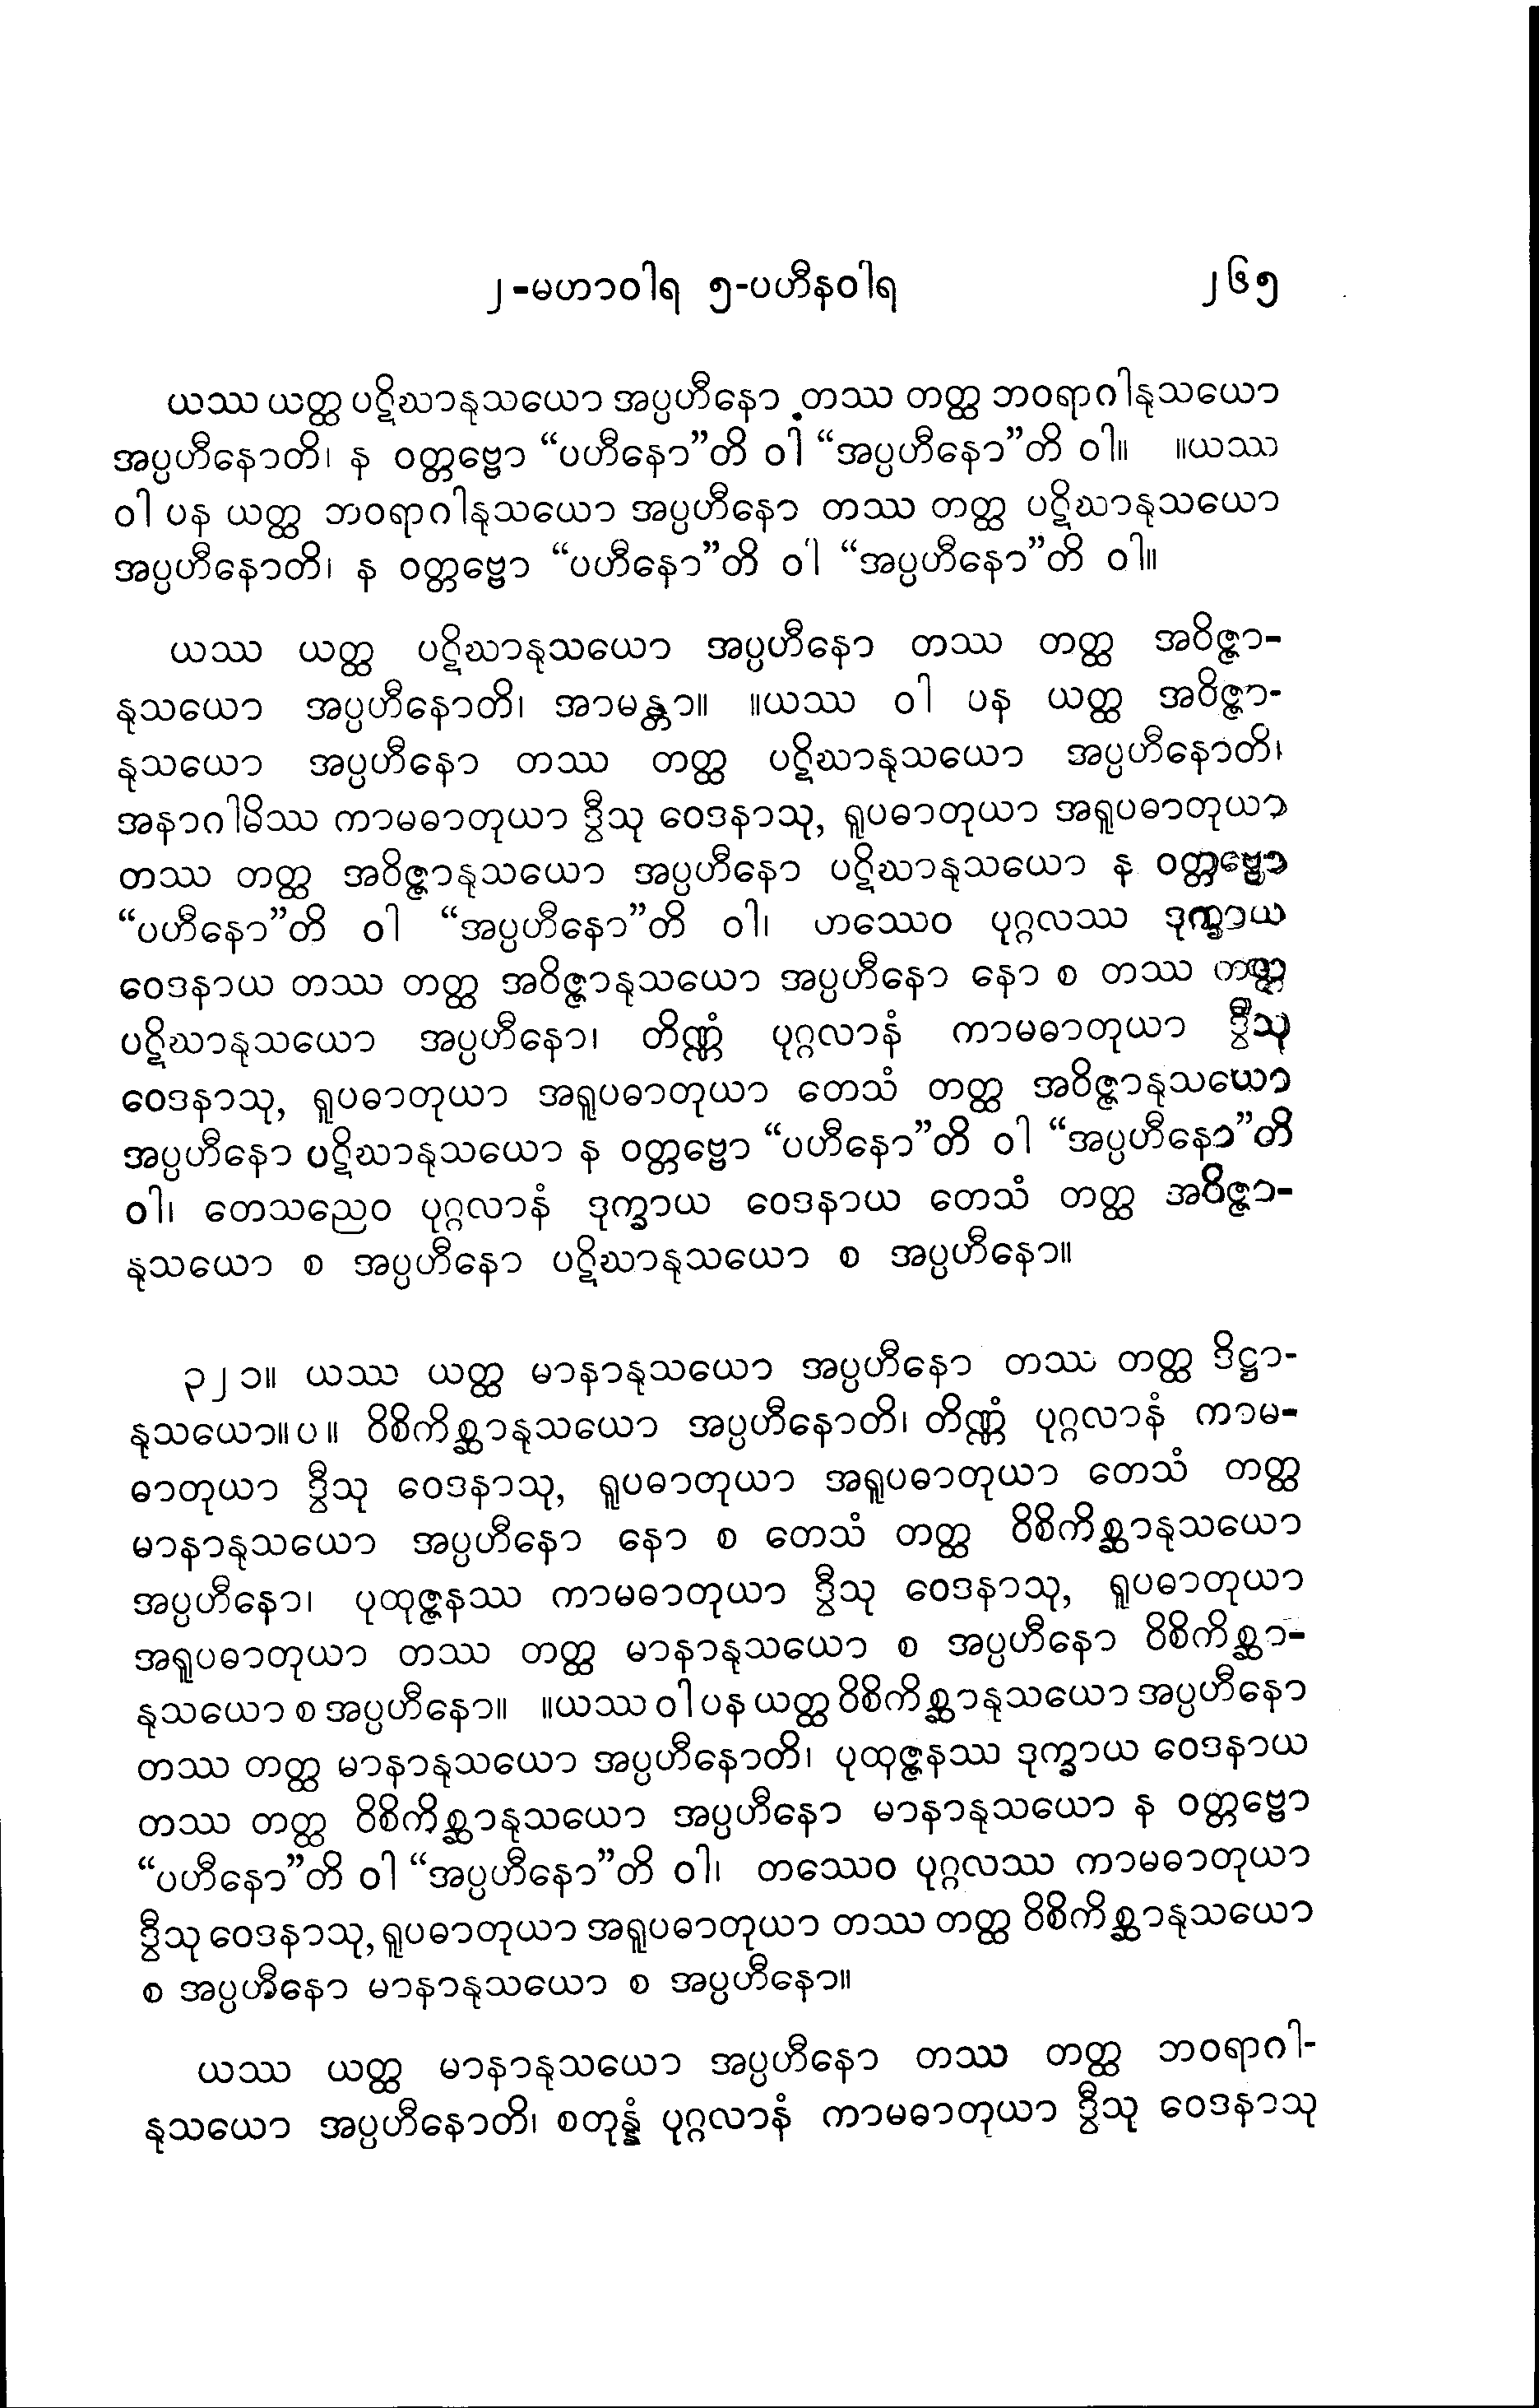 ၂-မဟာဝါရ ၅-ပဟီနဝါရ ၂၆၅
ယဿ ယတ္ထ ပဋိဃာနုသယော အပ္ပဟီနော တဿ တတ္ထ ဘဝရာဂါနုသယော
အပ္ပဟီနောတိ၊ န ဝတ္တဗ္ဗော “ပဟီနော”တိ ဝါ “အပ္ပဟီနော”တိ ဝါ။ ။ယဿ
ဝါ ပန ယတ္ထ ဘဝရာဂါနုသယော အပ္ပဟီနော တဿ တတ္ထ ပဋိဃာနုသယော
အပ္ပဟီနောတိ၊ န ဝတ္တဗ္ဗော “ပဟီနော”တိ ဝါ “အပ္ပဟီနော”တိ ဝါ။
ယဿ ယတ္ထ ပဋိဃာနုသယော အပ္ပဟီနော တဿ တတ္ထ အဝိဇ္ဇာ-
နုသယော အပ္ပဟီနောတိ၊ အာမန္တာ။ ။ယဿ ဝါ ပန ယတ္ထ အဝိဇ္ဇာ-
နုသယော အပ္ပဟီနော တဿ တတ္ထ ပဋိဃာနုသယော အပ္ပဟီနောတိ၊
အနာဂါမိဿ ကာမဓာတုယာ ဒွီသု ဝေဒနာသု, ရူပဓာတုယာ အရူပဓာတုယာ
တဿ တတ္ထ အဝိဇ္ဇာနုသယော အပ္ပဟီနော ပဋိဃာနုသယော န ဝတ္တဗ္ဗော
“ပဟီနော”တိ ဝါ “အပ္ပဟီနော”တိ ဝါ၊ ဟဿေဝ ပုဂ္ဂလဿ ဒုက္ခာယ
ဝေဒနာယ တဿ တတ္ထ အဝိဇ္ဇာနုသယော အပ္ပဟီနော နော စ တဿ တတ္ထ
ပဋိဃာနုသယော အပ္ပဟီနော၊ တိဏ္ဏံ ပုဂ္ဂလာနံ ကာမဓာတုယာ ဒွီသု
ဝေဒနာသု, ရူပဓာတုယာ အရူပဓာတုယာ တေသံ တတ္ထ အဝိဇ္ဇာနုသယော
အပ္ပဟီနော ပဋိဃာနုသယော န ဝတ္တဗ္ဗော “ပဟီနော”တိ ဝါ “အပ္ပဟီနော”တိ
ဝါ၊ တေသညေဝ ပုဂ္ဂလာနံ ဒုက္ခာယ ဝေဒနာယ တေသံ တတ္ထ အဝိဇ္ဇာ-
နုသယော စ အပ္ပဟီနော ပဋိဃာနုသယော စ အပ္ပဟီနော။
၃၂၁။ ယဿ ယတ္ထ မာနာနုသယော အပ္ပဟီနော တဿ တတ္ထ ဒိဋ္ဌာ-
နုသယော။ပ။ ဝိစိကိစ္ဆာနုသယော အပ္ပဟီနောတိ၊ တိဏ္ဏံ ပုဂ္ဂလာနံ ကာမ-
ဓာတုယာ ဒွီသု ဝေဒနာသု, ရူပဓာတုယာ အရူပဓာတုယာ တေသံ တတ္ထ
မာနာနုသယော အပ္ပဟီနော နော စ တေသံ တတ္ထ ဝိစိကိစ္ဆာနုသယော
အပ္ပဟီနော၊ ပုထုဇ္ဇနဿ ကာမဓာတုယာ ဒွီသု ဝေဒနာသု, ရူပဓာတုယာ
အရူပဓာတုယာ တဿ တတ္ထ မာနာနုသယော စ အပ္ပဟီနော ဝိစိကိစ္ဆာ-
နုသယော စ အပ္ပဟီနော။ ။ယဿ ဝါ ပန ယတ္ထ ဝိစိကိစ္ဆာနုသယော အပ္ပဟီနော
တဿ တတ္ထ မာနာနုသယော အပ္ပဟီနောတိ၊ ပုထုဇ္ဇနဿ ဒုက္ခာယ ဝေဒနာယ
တဿ တတ္ထ ဝိစိကိစ္ဆာနုသယော အပ္ပဟီနော မာနာနုသယော န ဝတ္တဗ္ဗော
“ပဟီနော”တိ ဝါ “အပ္ပဟီနော”တိ ဝါ၊ တဿေဝ ပုဂ္ဂလဿ ကာမဓာတုယာ
ဒွီသု ဝေဒနာသု, ရူပဓာတုယာ အရူပဓာတုယာ တဿ တတ္ထ ဝိစိကိစ္ဆာနုသယော
စ အပ္ပဟီနော မာနာနုသယော စ အပ္ပဟီနော။
ယဿ ယတ္ထ မာနာနုသယော အပ္ပဟီနော တဿ တတ္ထ ဘဝရာဂါ-
နုသယော အပ္ပဟီနောတိ၊ စတုန္နံ ပုဂ္ဂလာနံ ကာမဓာတုယာ ဒွီသု ဝေဒနာသု